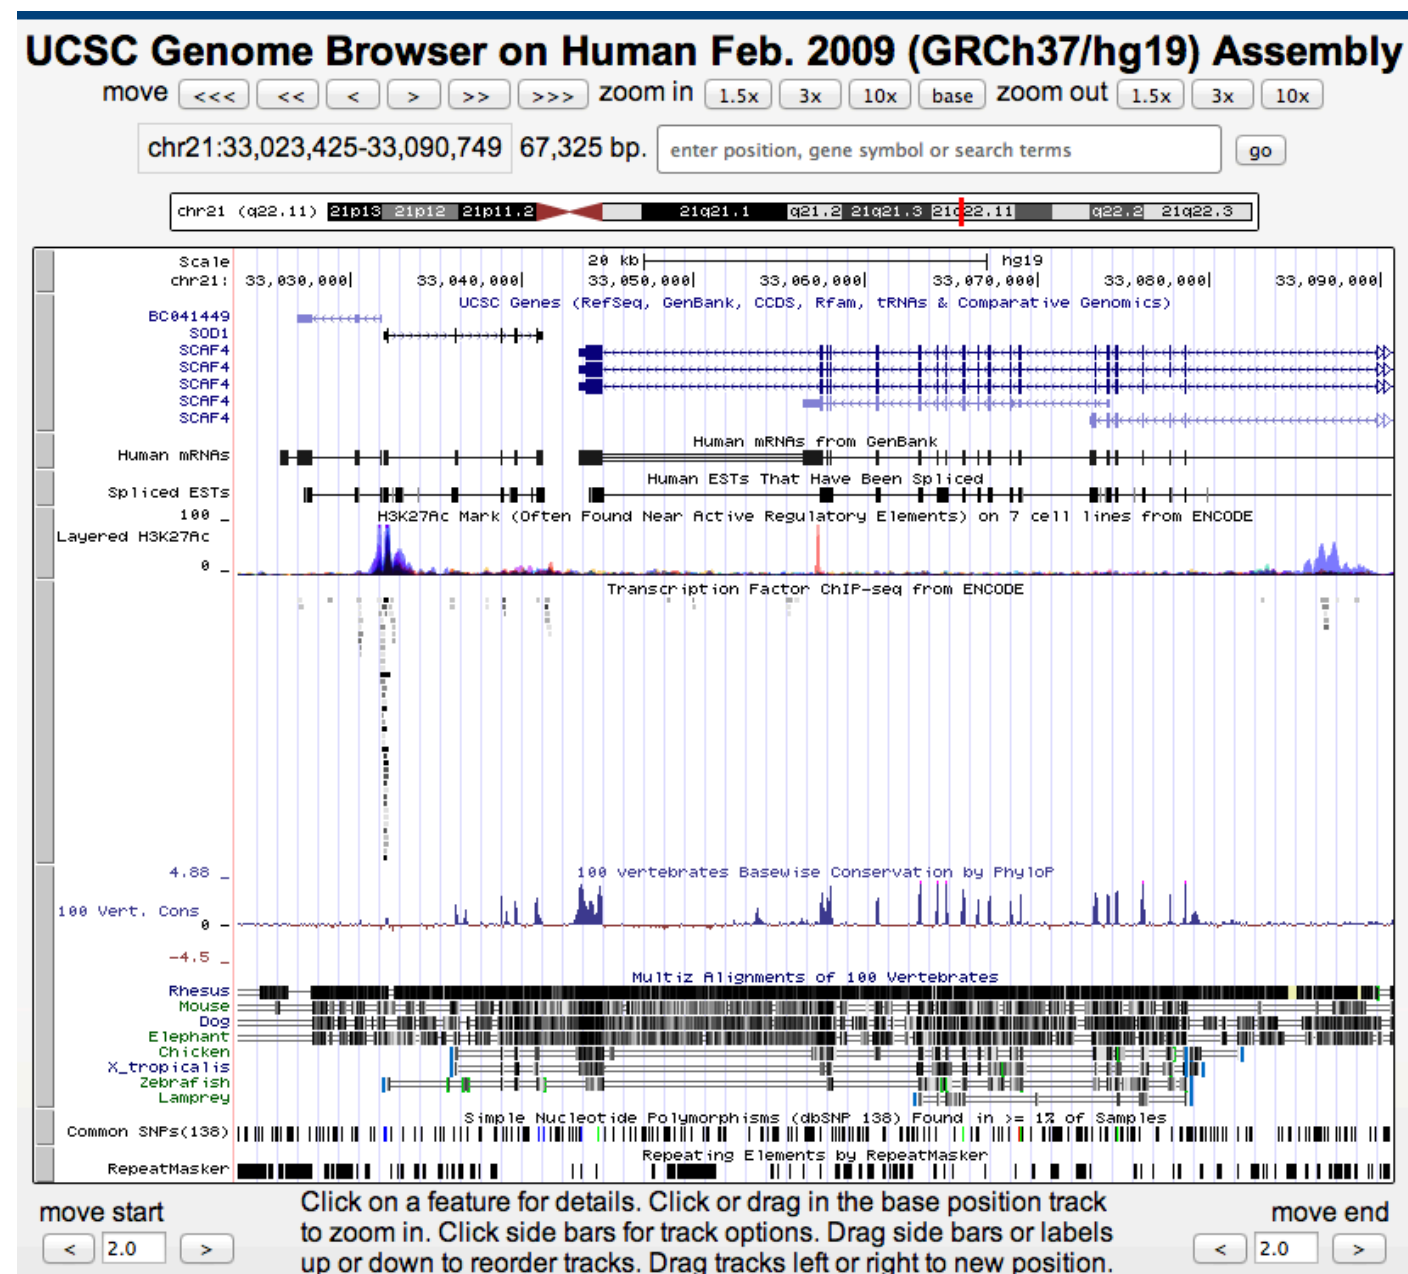 UCSC Genome Browser on Human Feb. 2009 (GRCh37/hg19) Assembly
move <<< << < > >> >>> zoom in 1.5x 3x 10x base zoom out 1.5x 3x 10x
chr21:33,023,425-33,090,749 67,325 bp. enter position, gene symbol or search terms go
chr21 (q22.11) 21p13 21p12 21p11.2 21q21.1 q21.2 21q21.3 21q22.11 q22.2 21q22.3
Scale 20 kb hg19
chr21: 33,030,000 33,040,000 33,050,000 33,060,000 33,070,000 33,080,000 33,090,000
UCSC Genes (RefSeq, GenBank, CCDS, Rfam, tRNAs & Comparative Genomics)
BC041449
SOD1
SCAF4
SCAF4
SCAF4
SCAF4
SCAF4
Human mRNAs from GenBank
Human mRNAs
Human ESTs That Have Been Spliced
Spliced ESTs
100 _ H3K27Ac Mark (Often Found Near Active Regulatory Elements) on 7 cell lines from ENCODE
Layered H3K27Ac
0 _
Transcription Factor ChIP-seq from ENCODE
4.88 _ 100 vertebrates Basewise Conservation by PhyloP
100 Vert. Cons
0 _
-4.5 _
Multiz Alignments of 100 Vertebrates
Rhesus
Mouse
Dog
Elephant
Chicken
X_tropicalis
Zebrafish
Lamprey
Simple Nucleotide Polymorphisms (dbSNP 138) Found in >= 1% of Samples
Common SNPs(138)
Repeating Elements by RepeatMasker
RepeatMasker
move start
< 2.0 >
Click on a feature for details. Click or drag in the base position track
to zoom in. Click side bars for track options. Drag side bars or labels
up or down to reorder tracks. Drag tracks left or right to new position.
move end
< 2.0 >